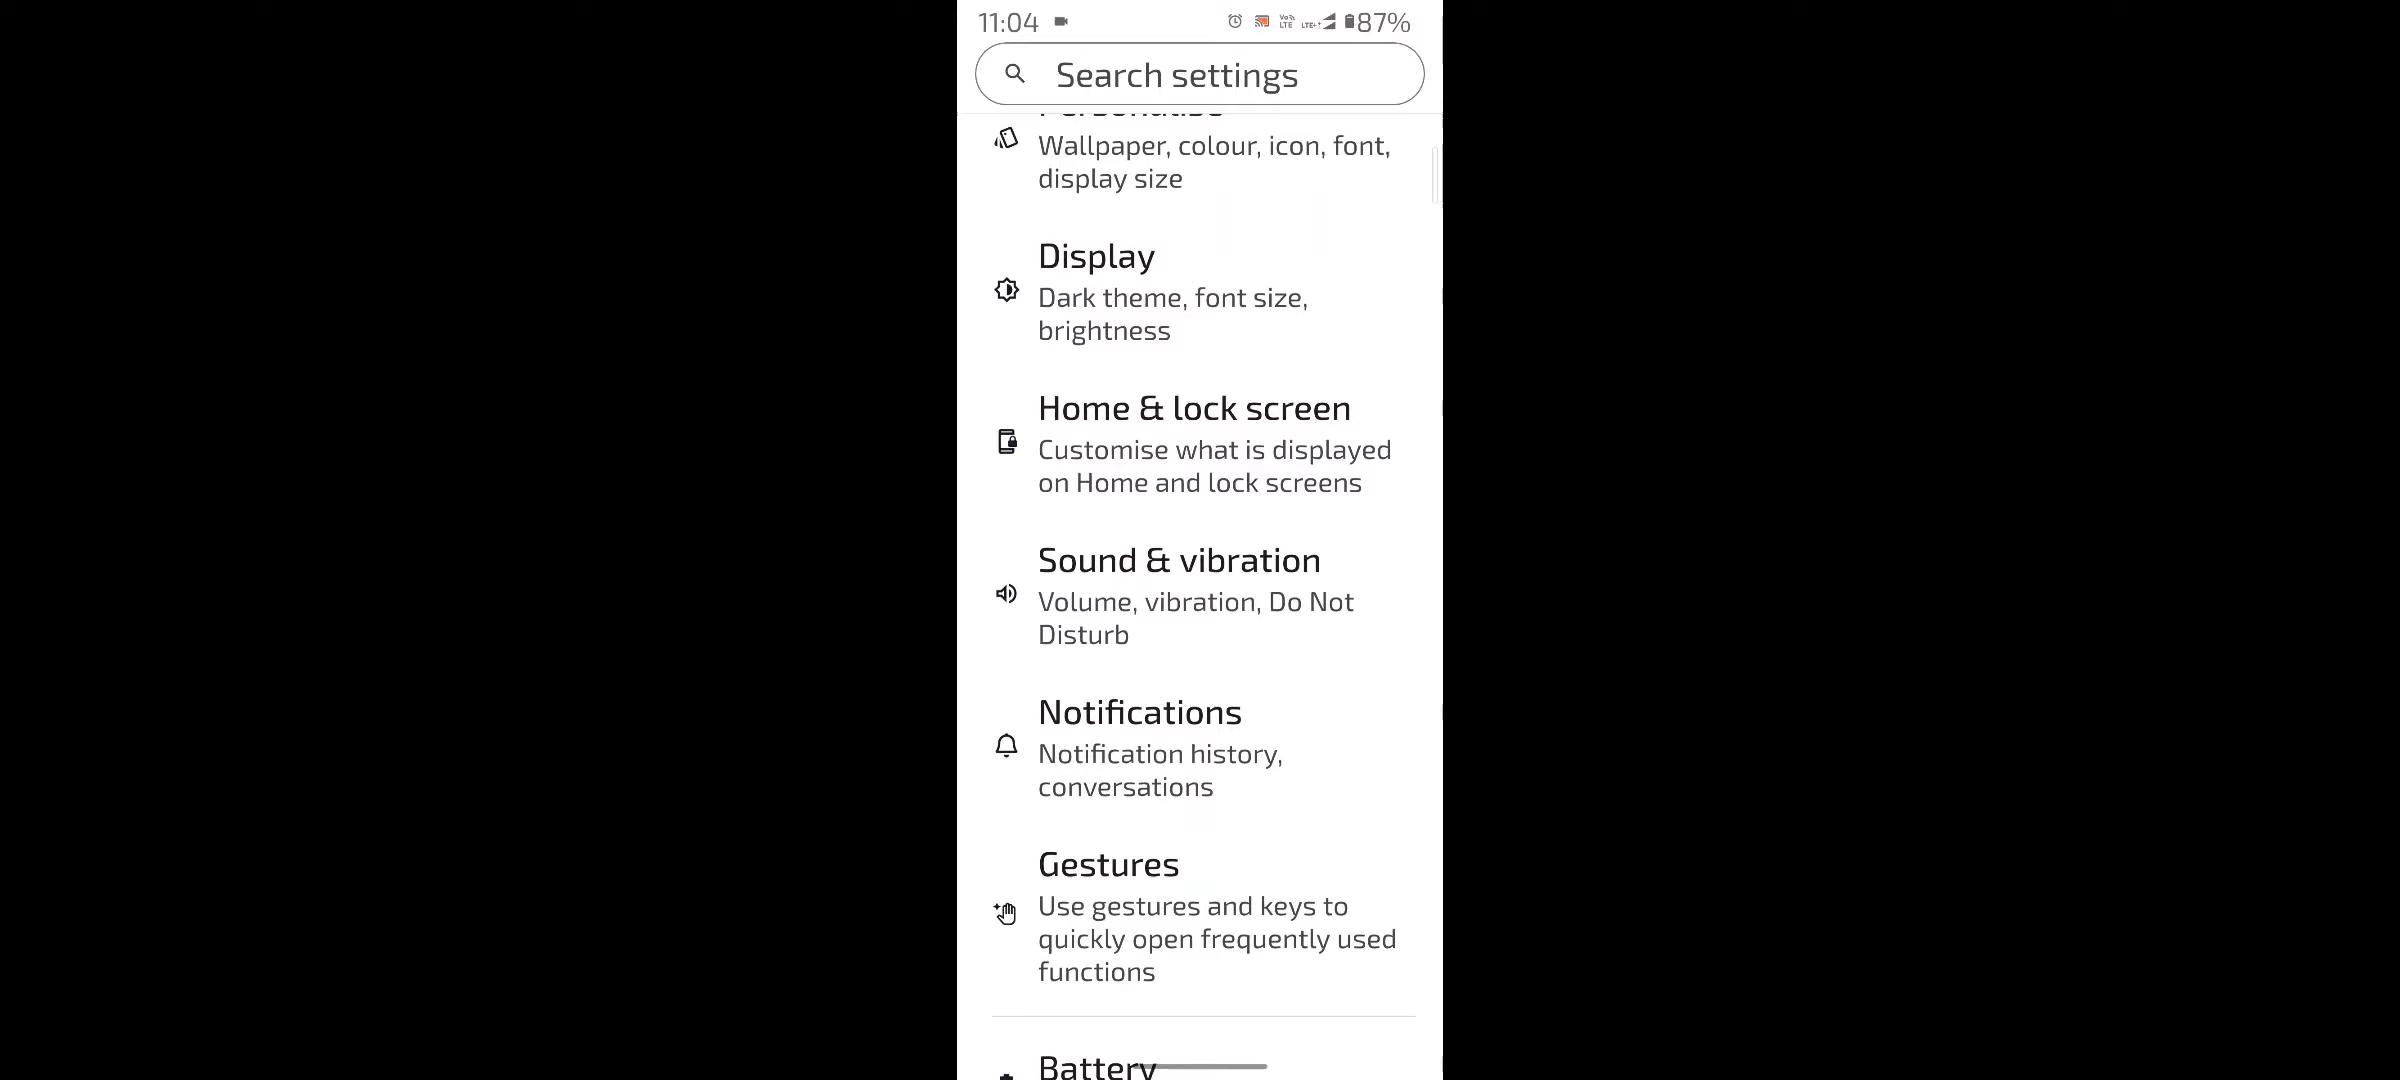 11:04 87%
Search settings
Personalise
Wallpaper, colour, icon, font,
display size
Display
Dark theme, font size,
brightness
Home & lock screen
Customise what is displayed
on Home and lock screens
Sound & vibration
Volume, vibration, Do Not
Disturb
Notifications
Notification history,
conversations
Gestures
Use gestures and keys to
quickly open frequently used
functions
Battery